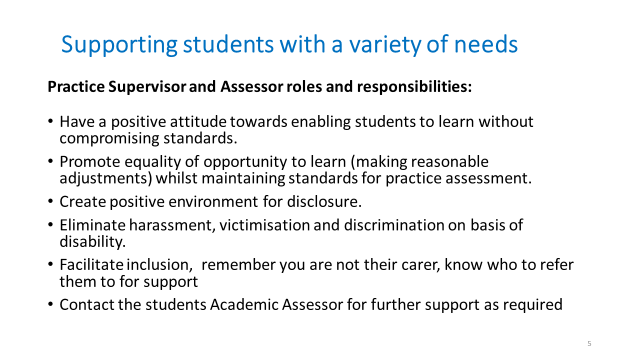 Supporting students with a variety of needs
Practice Supervisor and Assessor roles and responsibilities:
• Have a positive attitude towards enabling students to learn without
compromising standards.
• Promote equality of opportunity to learn (making reasonable
adjustments) whilst maintaining standards for practice assessment.
• Create positive environment for disclosure.
• Eliminate harassment, victimisation and discrimination on basis of
disability.
• Facilitate inclusion,  remember you are not their carer, know who to refer
them to for support
• Contact the students Academic Assessor for further support as required
5